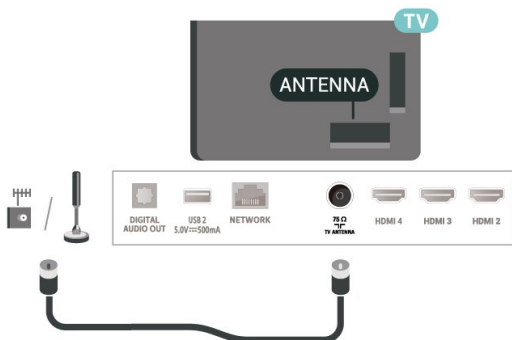 TV
ANTENNA
DIGITAL
AUDIO OUT
USB 2
5.0V⎓500mA
NETWORK
75 Ω
TV ANTENNA
HDMI 4
HDMI 3
HDMI 2